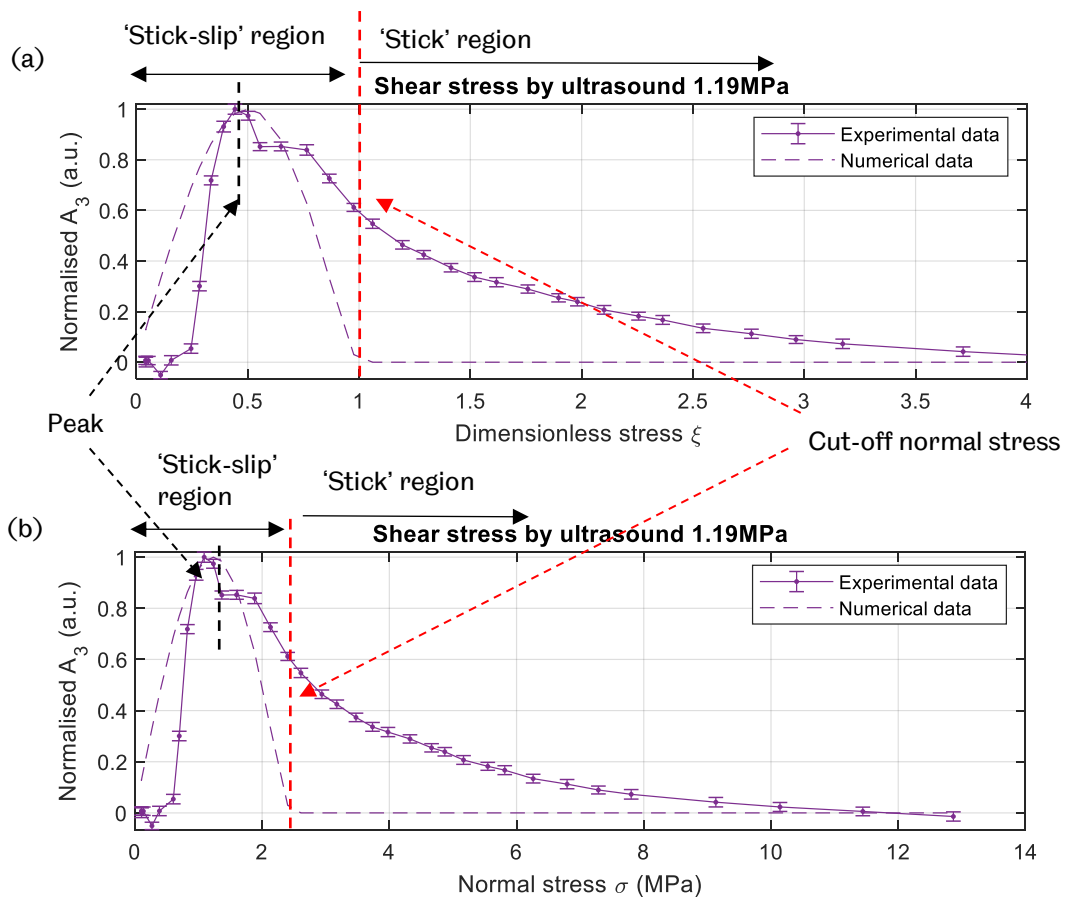 (a)
‘Stick-slip’ region
‘Stick’ region
Shear stress by ultrasound 1.19MPa
Normalised A3 (a.u.)
1
0.8
0.6
0.4
0.2
0
Experimental data
Numerical data
0 0.5 1 1.5 2 2.5 3 3.5 4
Dimensionless stress ξ
Peak
Cut-off normal stress
(b)
‘Stick-slip’
region
‘Stick’ region
Shear stress by ultrasound 1.19MPa
Normalised A3 (a.u.)
1
0.8
0.6
0.4
0.2
0
Experimental data
Numerical data
0 2 4 6 8 10 12 14
Normal stress σ (MPa)